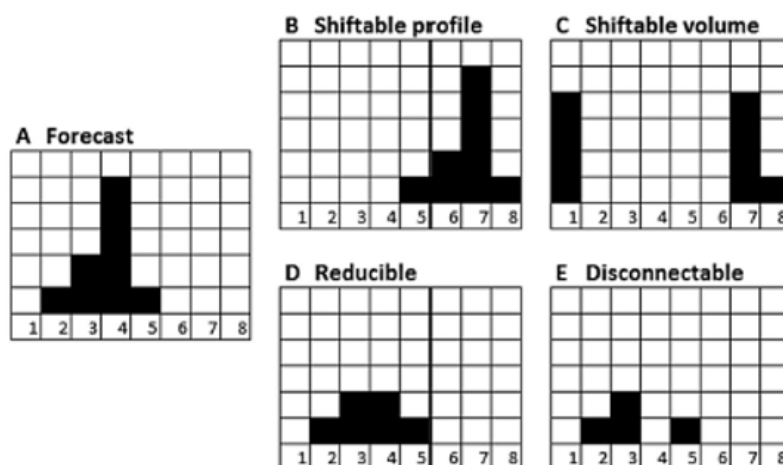 A Forecast
1 2 3 4 5 6 7 8
B Shiftable profile
1 2 3 4 5 6 7 8
C Shiftable volume
1 2 3 4 5 6 7 8
D Reducible
1 2 3 4 5 6 7 8
E Disconnectable
1 2 3 4 5 6 7 8